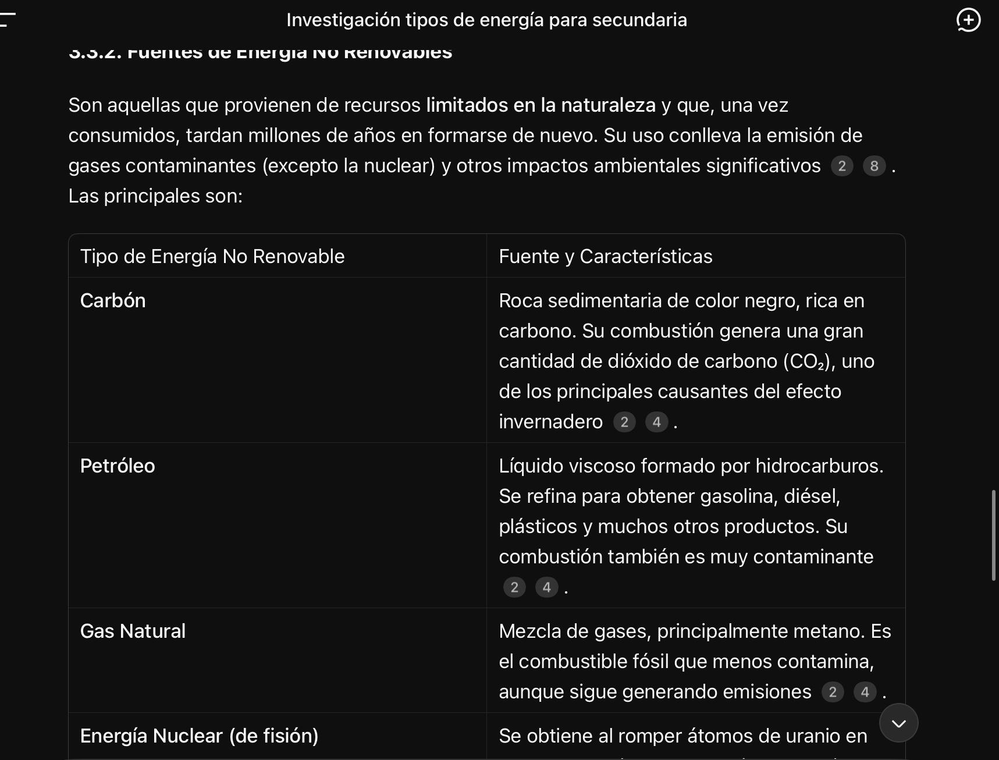 Investigación tipos de energía para secundaria
3.3.2. Fuentes de Energía No Renovables
Son aquellas que provienen de recursos limitados en la naturaleza y que, una vez
consumidos, tardan millones de años en formarse de nuevo. Su uso conlleva la emisión de
gases contaminantes (excepto la nuclear) y otros impactos ambientales significativos 2 8 .
Las principales son:
Tipo de Energía No Renovable
Fuente y Características
Carbón
Roca sedimentaria de color negro, rica en
carbono. Su combustión genera una gran
cantidad de dióxido de carbono (CO₂), uno
de los principales causantes del efecto
invernadero 2 4 .
Petróleo
Líquido viscoso formado por hidrocarburos.
Se refina para obtener gasolina, diésel,
plásticos y muchos otros productos. Su
combustión también es muy contaminante
2 4 .
Gas Natural
Mezcla de gases, principalmente metano. Es
el combustible fósil que menos contamina,
aunque sigue generando emisiones 2 4 .
Energía Nuclear (de fisión)
Se obtiene al romper átomos de uranio en